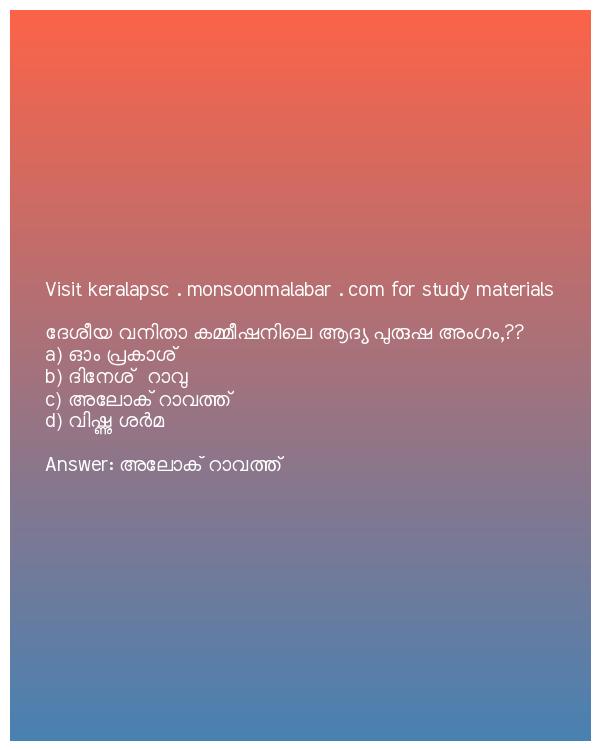 Visit keralapsc . monsoonmalabar . com for study materials
ദേശീയ വനിതാ കമ്മീഷനിലെ ആദ്യ പുരുഷ അംഗം,??
a) ഓം പ്രകാശ്
b) ദിനേശ്  റാവു
c) അലോക് റാവത്ത്
d) വിഷ്ണു ശർമ
Answer: അലോക് റാവത്ത്